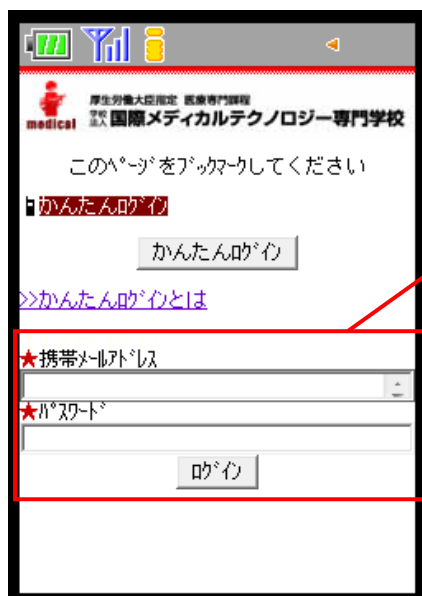 厚生労働大臣指定 医療専門課程
medical 学校法人 国際メディカルテクノロジー専門学校
このﾍﾟｰｼﾞをﾌﾞｯｸﾏｰｸしてください
かんたんﾛｸﾞｲﾝ
かんたんﾛｸﾞｲﾝ
>>かんたんﾛｸﾞｲﾝとは
★携帯ﾒｰﾙｱﾄﾞﾚｽ
★ﾊﾟｽﾜｰﾄﾞ
ﾛｸﾞｲﾝ